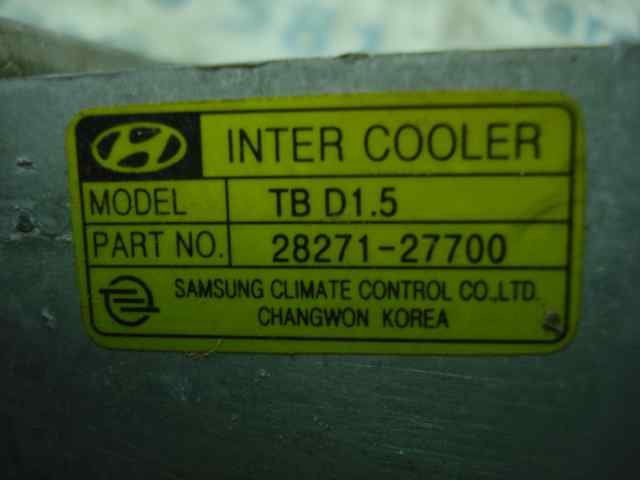 INTER COOLER
MODEL TB D1.5
PART NO. 28271-27700
SAMSUNG CLIMATE CONTROL CO.,LTD.
CHANGWON KOREA